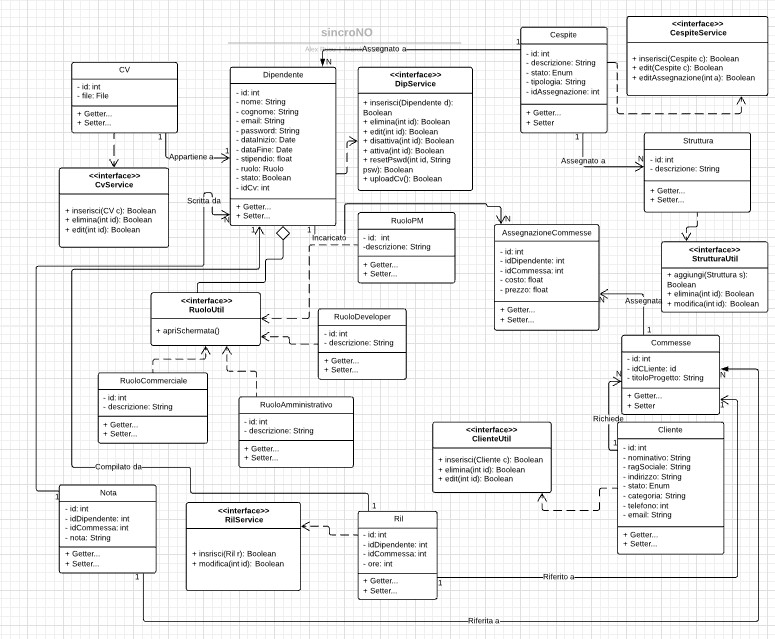 sincroNO
Assegnato a
1
N
Cespite
- id: int
- descrizione: String
- stato: Enum
- tipologia: String
- idAssegnazione: int
+ Getter...
+ Setter...
<<interface>>
CespiteService
+ inserisci(Cespite c): Boolean
+ edit(Cespite c): Boolean
+ editAssegnazione(int a): Boolean
CV
- id: int
- file: File
+ Getter...
+ Setter...
1
Appartiene a
1
Dipendente
- id: int
- nome: String
- cognome: String
- email: String
- password: String
- dataInizio: Date
- dataFine: Date
- stipendio: float
- ruolo: Ruolo
- stato: Boolean
- idCv: int
+ Getter...
+ Setter...
<<interface>>
DipService
+ inserisci(Dipendente d):
Boolean
+ elimina(int id): Boolean
+ edit(int id): Boolean
+ disattiva(int id): Boolean
+ attiva(int id): Boolean
+ resetPswd(int id, String
psw): Boolean
+ uploadCv(): Boolean
1
Assegnato a
N
Struttura
- id: int
- descrizione: String
+ Getter...
+ Setter...
<<interface>>
CvService
+ inserisci(CV c): Boolean
+ elimina(int id): Boolean
+ edit(int id): Boolean
Scritta da
N
1
1
Incaricato
N
RuoloPM
- id: int
-descrizione: String
+ Getter...
+ Setter...
AssegnazioneCommesse
- id: int
- idDipendente: int
- idCommessa: int
- costo: float
- prezzo: float
+ Getter...
+ Setter...
<<interface>>
StrutturaUtil
+ aggiungi(Struttura s):
Boolean
+ elimina(int id): Boolean
+ modifica(int id): Boolean
<<interface>>
RuoloUtil
+ apriSchermata()
RuoloDeveloper
- id: int
- descrizione: String
+ Getter...
+ Setter...
N
Assegnata
1
Commesse
- id: int
- idCLiente: id
- titoloProgetto: String
+ Getter...
+ Setter
N
N
1
Richiede
1
RuoloCommerciale
- id: int
- descrizione: String
+ Getter...
+ Setter...
RuoloAmministrativo
- id: int
- descrizione: String
+ Getter...
+ Setter...
<<interface>>
ClienteUtil
+ inserisci(Cliente c): Boolean
+ elimina(int id): Boolean
+ edit(int id): Boolean
Cliente
- id: int
- nominativo: String
- ragSociale: String
- indirizzo: String
- stato: Enum
- categoria: String
- telefono: int
- email: String
+ Getter...
+ Setter...
Compilato da
1
1
Nota
- id: int
- idDipendente: int
- idCommessa: int
- nota: String
+ Getter...
+ Setter...
1
<<interface>>
RilService
+ insrisci(Ril r): Boolean
+ modifica(int id): Boolean
Ril
- id: int
- idDipendente: int
- idCommessa: int
- ore: int
+ Getter...
+ Setter...
1
Riferito a
Riferita a